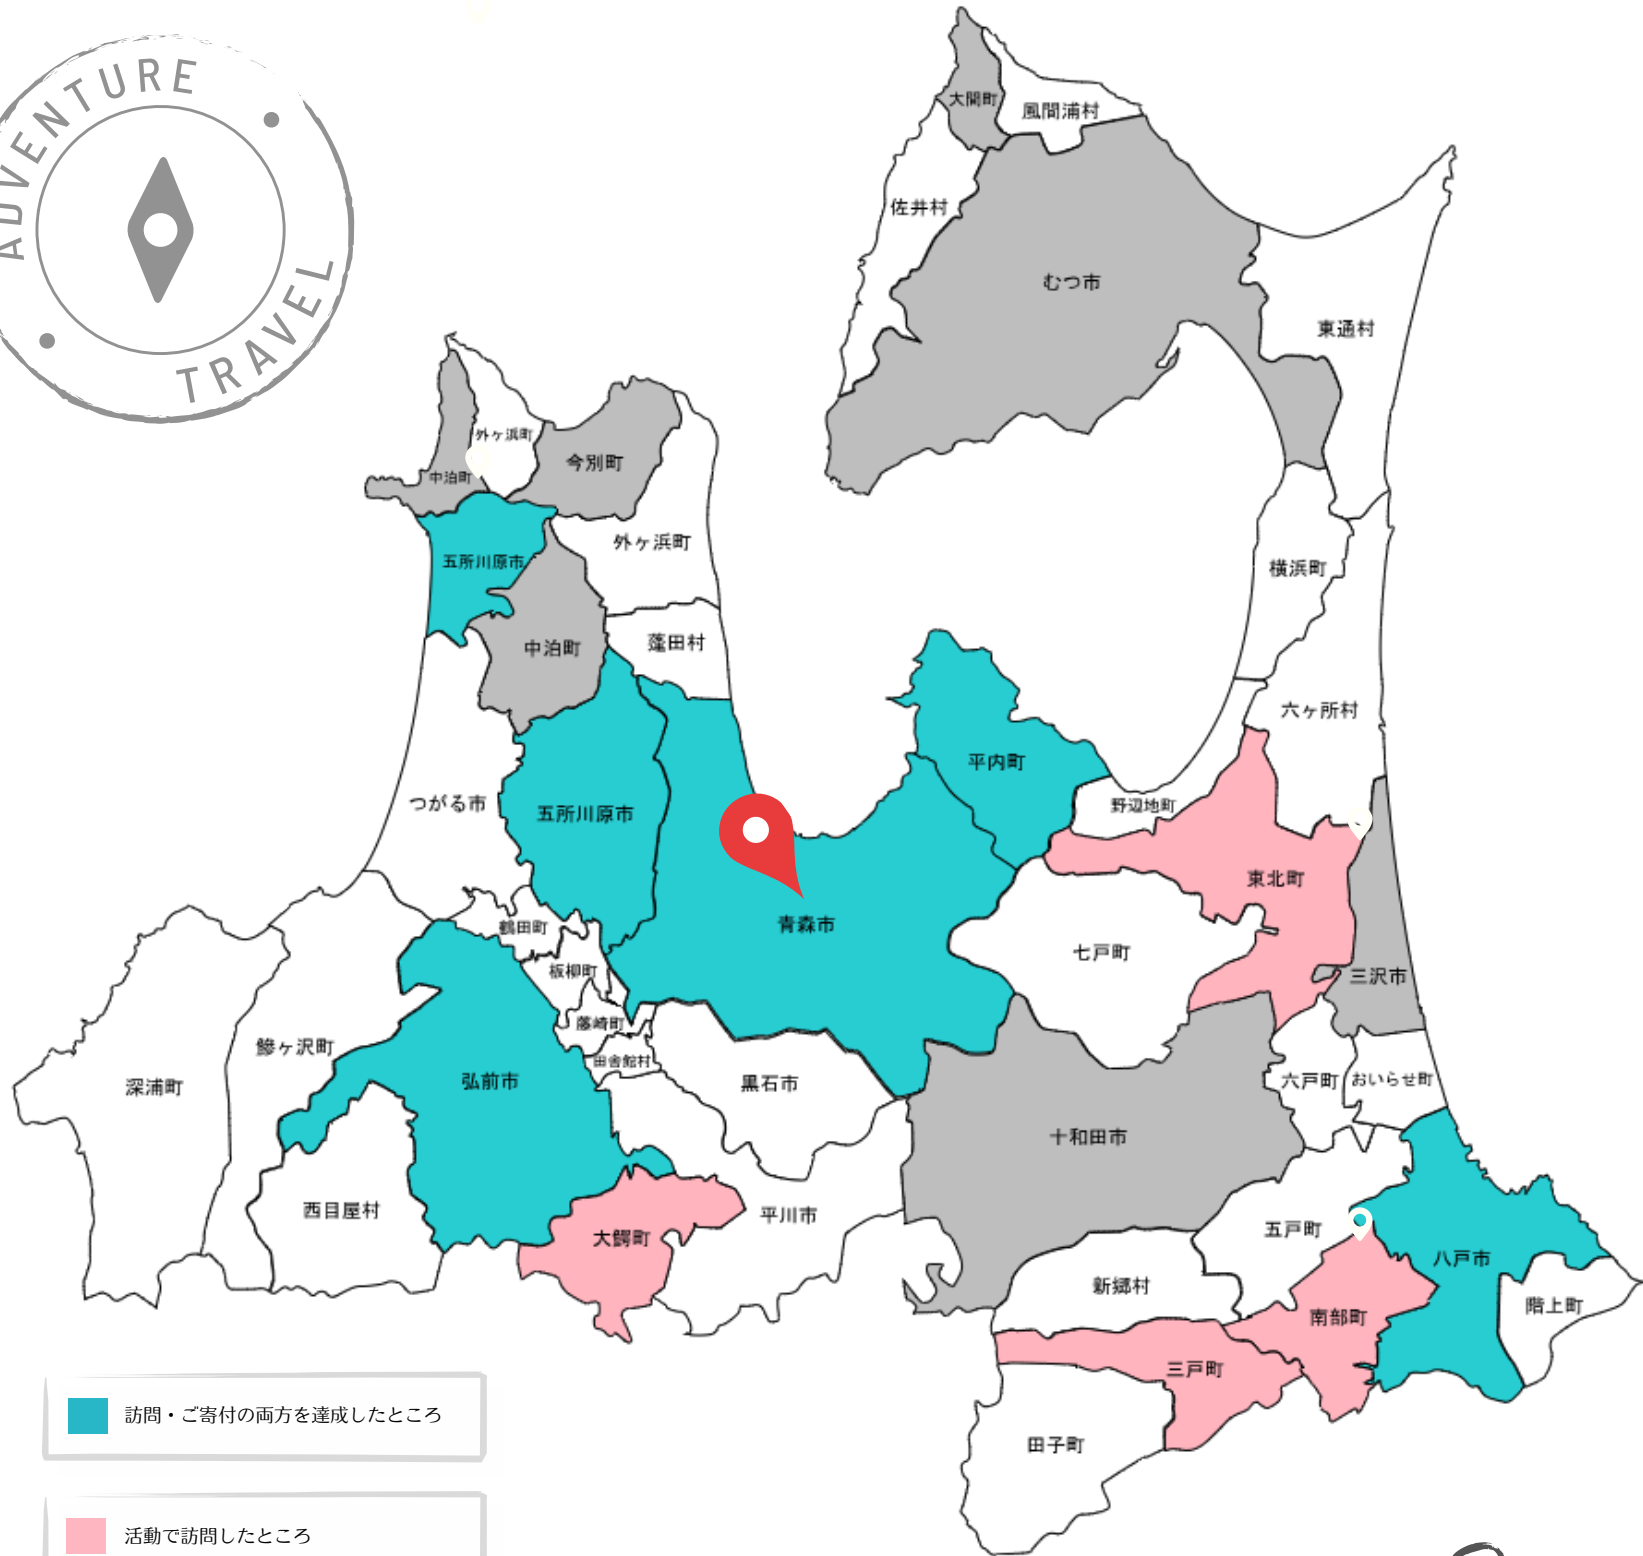 ADVENTURE
TRAVEL
大間町
風間浦村
佐井村
むつ市
東通村
外ヶ浜町
今別町
中泊町
外ヶ浜町
五所川原市
横浜町
中泊町
蓬田村
六ヶ所村
平内町
つがる市
五所川原市
野辺地町
東北町
青森市
鶴田町
七戸町
板柳町
三沢市
藤崎町
鰺ヶ沢町
田舎館村
深浦町
弘前市
黒石市
六戸町
おいらせ町
十和田市
西目屋村
平川市
大鰐町
五戸町
八戸市
新郷村
階上町
南部町
三戸町
田子町
訪問・ご寄付の両方を達成したところ
活動で訪問したところ